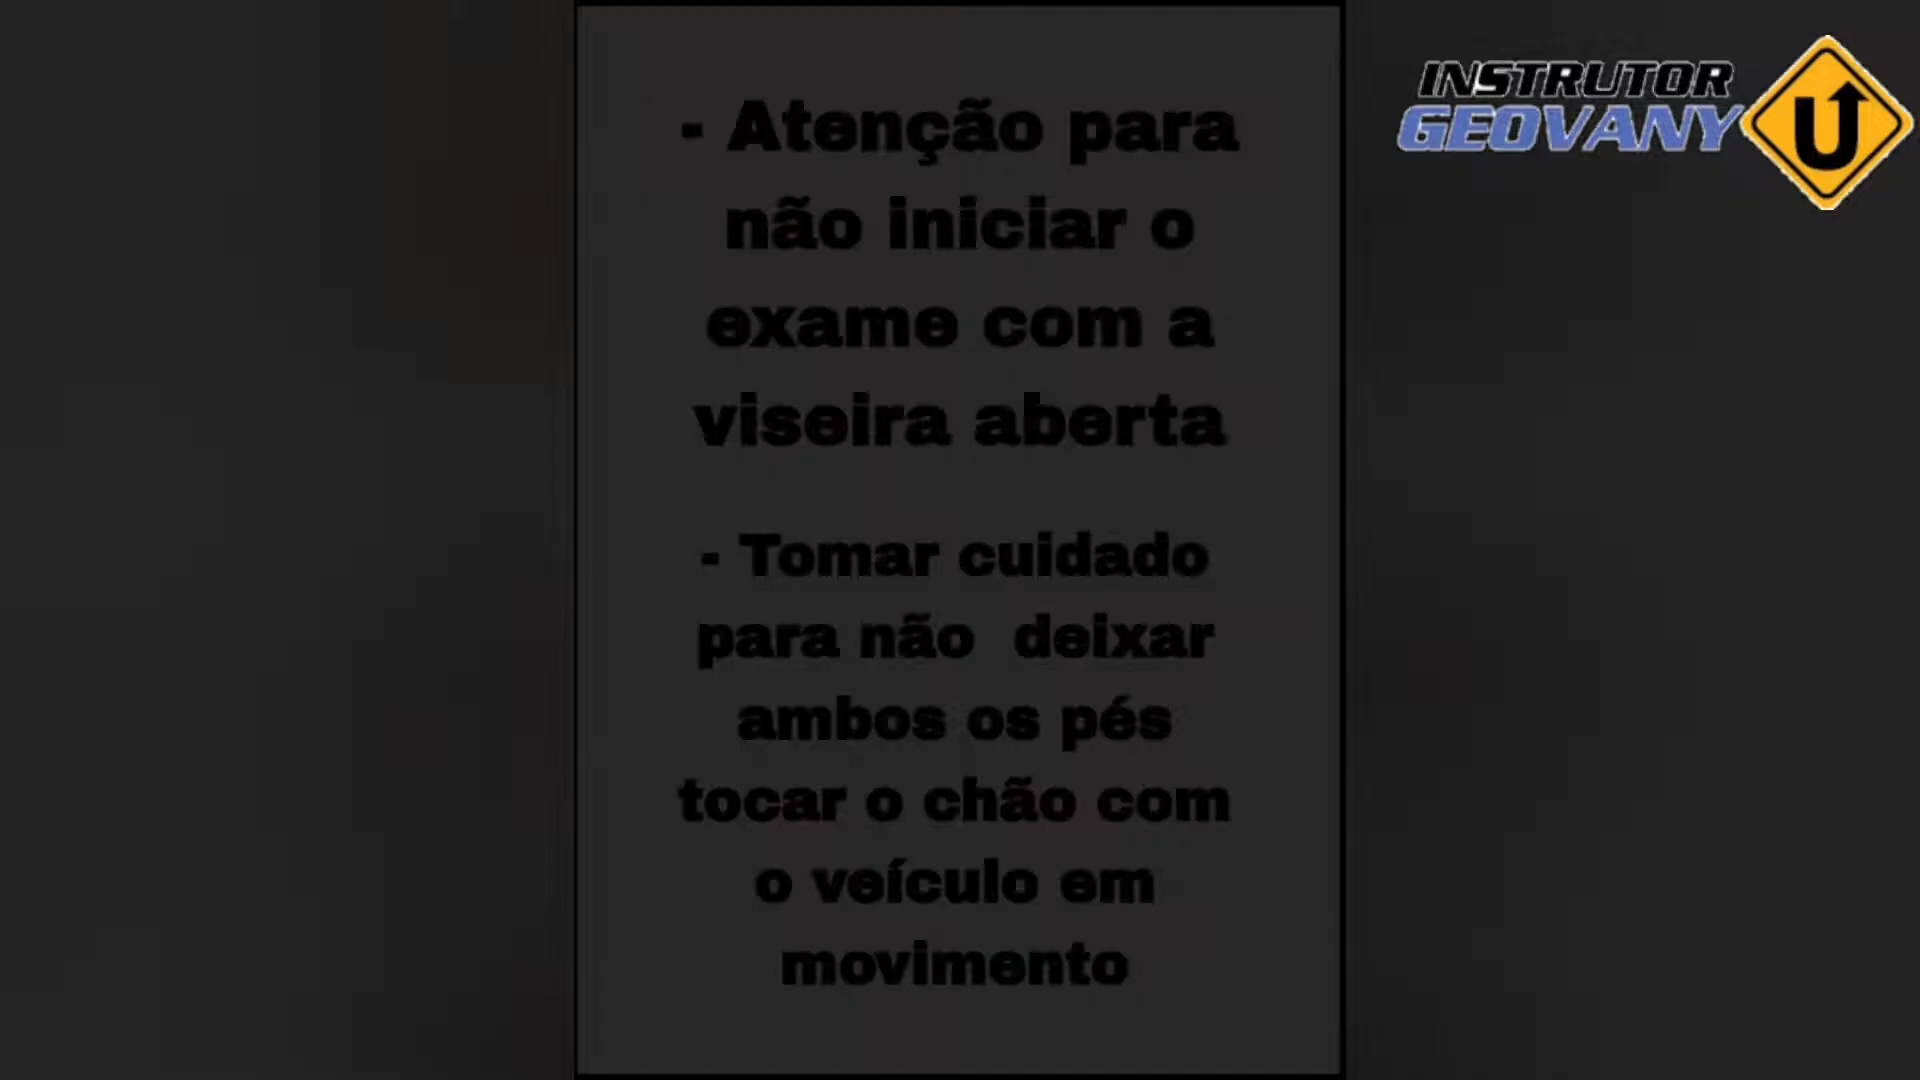 INSTRUTOR
GEOVANY
- Atenção para
não iniciar o
exame com a
viseira aberta
- Tomar cuidado
para não deixar
ambos os pés
tocar o chão com
o veículo em
movimento